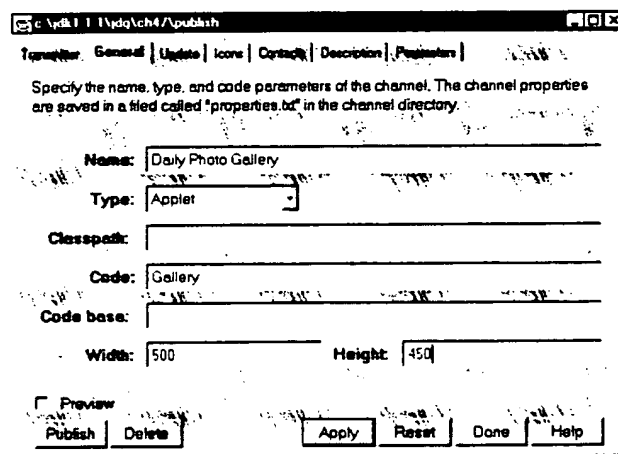 c:\jdk1.1.1\jdg\ch47\publish
Transmitter General Update Icons Contacts Description Parameters
Specify the name, type, and code parameters of the channel. The channel properties
are saved in a filed called "properties.txt" in the channel directory.
Name: Daily Photo Gallery
Type: Applet
Classpath:
Code: Gallery
Code base:
Width: 500 Height: 450
Preview
Publish Delete Apply Reset Done Help